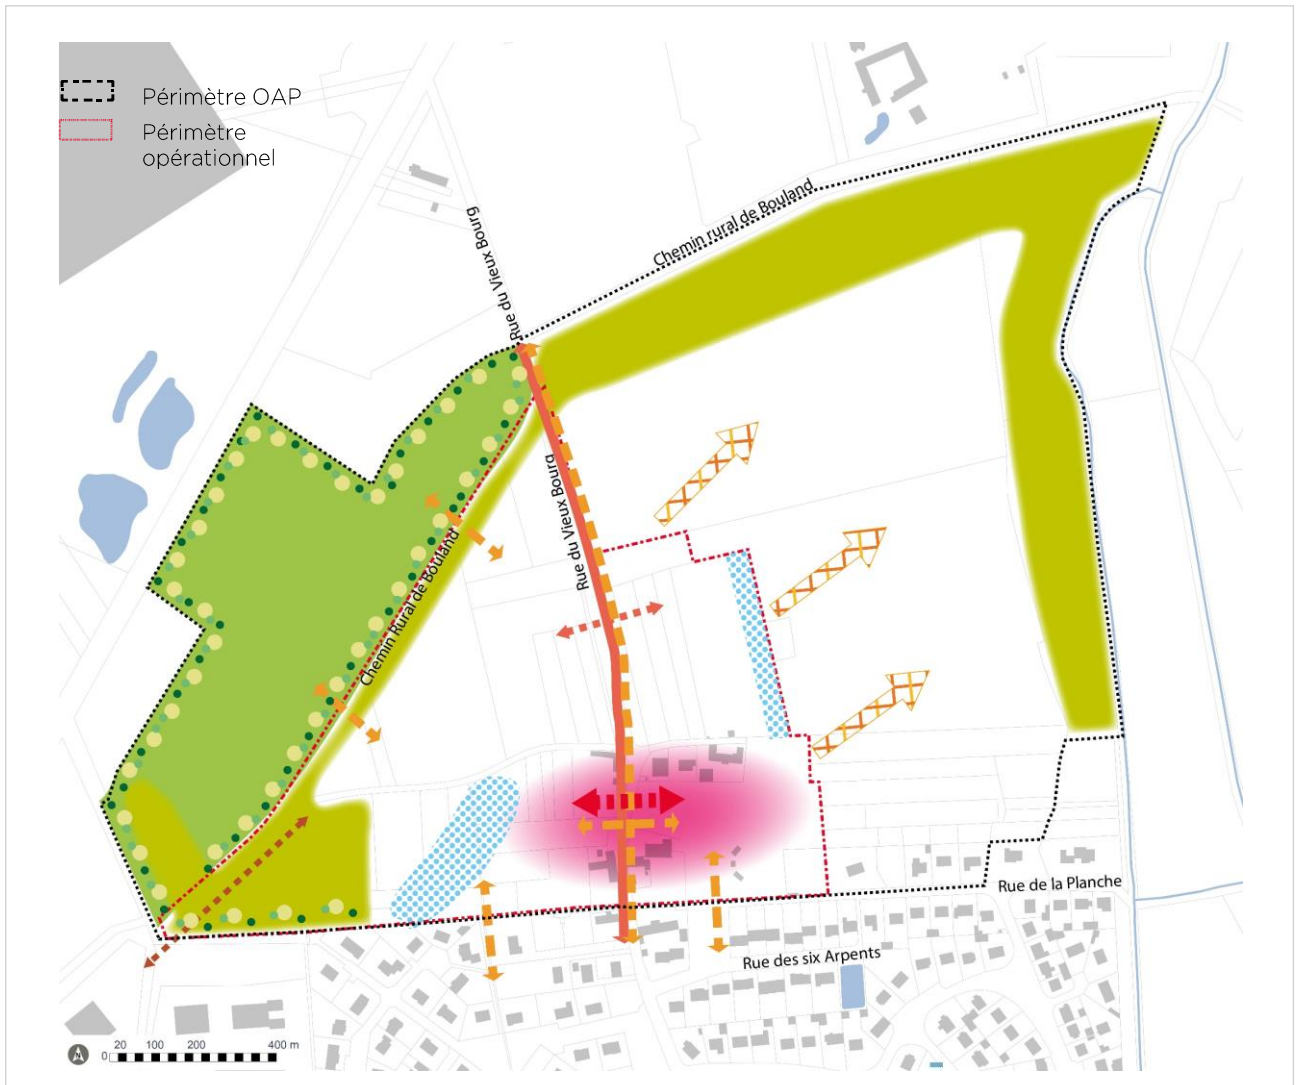 Périmètre OAP
Périmètre
opérationnel
Rue du Vieux Bourg
Chemin rural de Bouland
Rue du Vieux Bourg
Chemin Rural de Bouland
Rue de la Planche
Rue des six Arpents
N
0 20 100 200 400 m